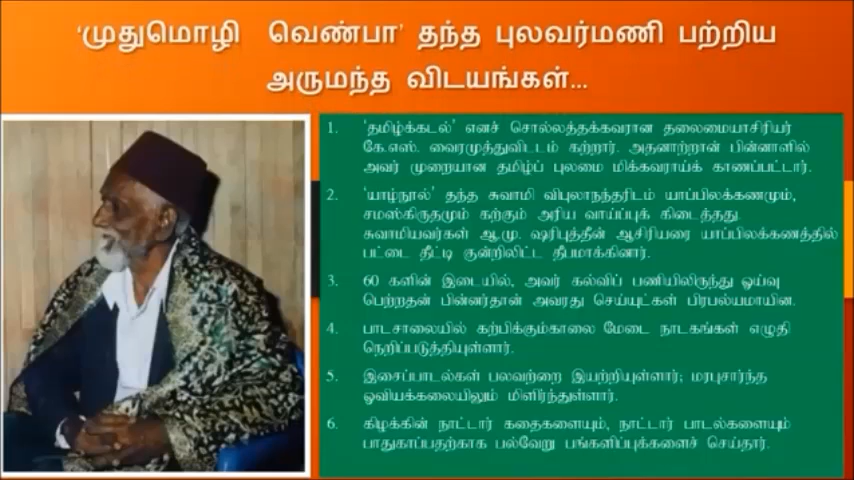 ‘முதுமொழி வெண்பா’ தந்த புலவர்மணி பற்றிய
அருமந்த விடயங்கள்...
1. ‘தமிழ்க்கடல்’ எனச் சொல்லத்தக்கவரான தலைமையாசிரியர்
கே.எஸ். வைரமுத்துவிடடம் கற்றார். அதனாற்றான் பின்னாளில்
அவர் முறையான தமிழ்ப் புலமை மிக்கவராய்க் காணப்பட்டார்.
2. ‘யாழ்நூல்’ தந்த சுவாமி விபுலாநந்தரிடம் யாப்பிலக்கணமும்,
சமஸ்கிருதமும் கற்கும் அரிய வாய்ப்புக் கிடைத்தது.
சுவாமியவர்கள் ஆ.மு. ஷரிபுத்தீன் ஆசிரியரை யாப்பிலக்கணத்தில்
பட்டை தீட்டி குன்றிலிட்ட தீபமாக்கினார்.
3. 60 களின் இடையில், அவர் கல்விப் பணியிலிருந்து ஓய்வு
பெற்றதன் பின்னர்தான் அவரது செய்யுட்கள் பிரபல்யமாயின.
4. பாடசாலையில் கற்பிக்கும்காலை மேடை நாடகங்கள் எழுதி
நெறிப்படுத்தியுள்ளார்.
5. இசைப்பாடல்கள் பலவற்றை இயற்றியுள்ளார்; மரபுசார்ந்த
ஓவியக்கலையிலும் மிளிர்ந்துள்ளார்.
6. கிழக்கின் நாட்டார் கதைகளையும், நாட்டார் பாடல்களையும்
பாதுகாப்பதற்காக பல்வேறு பங்களிப்புக்களைச் செய்தார்.